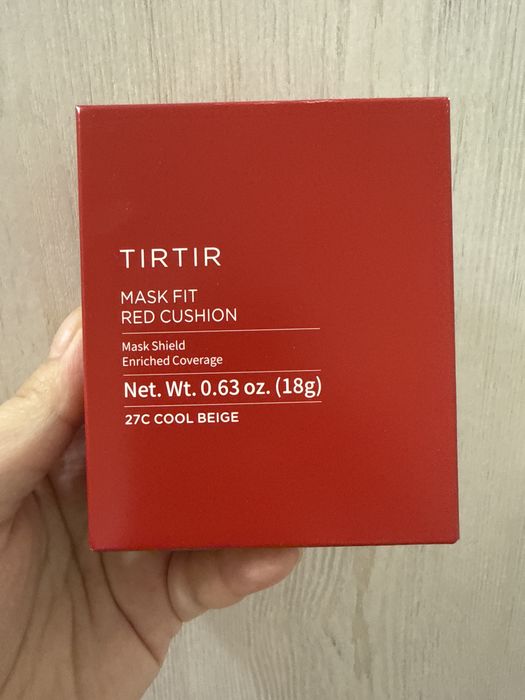 TIRTIR
MASK FIT
RED CUSHION
Mask Shield
Enriched Coverage
Net. Wt. 0.63 oz. (18g)
27C COOL BEIGE